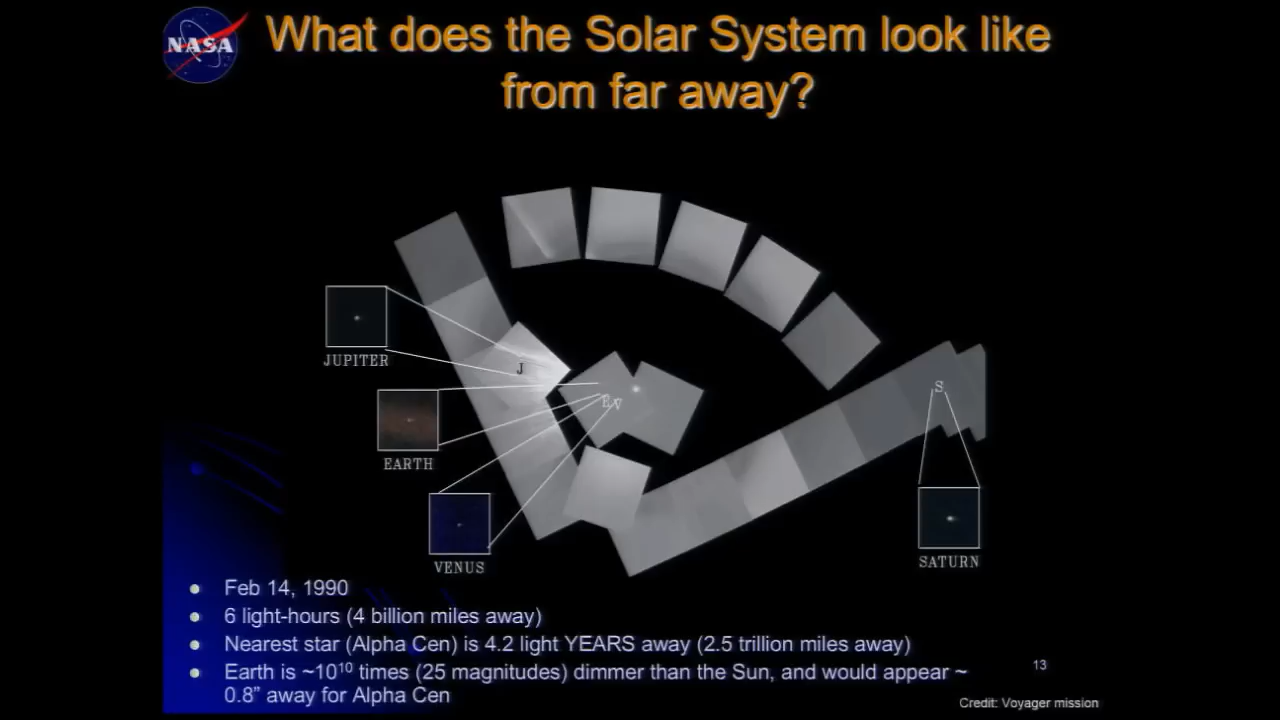 NASA
What does the Solar System look like
from far away?
J
JUPITER
E V
S
EARTH
VENUS
SATURN
• Feb 14, 1990
• 6 light-hours (4 billion miles away)
• Nearest star (Alpha Cen) is 4.2 light YEARS away (2.5 trillion miles away)
• Earth is ~10¹⁰ times (25 magnitudes) dimmer than the Sun, and would appear ~
0.8” away for Alpha Cen
13
Credit: Voyager mission